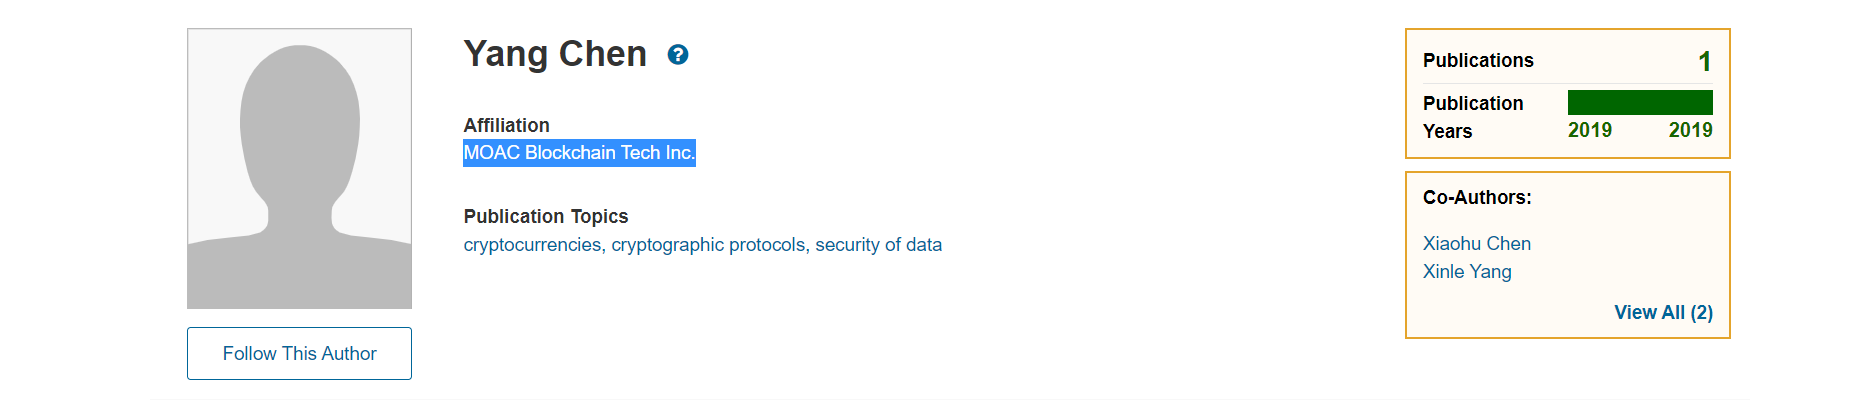 Yang Chen ?
Affiliation
MOAC Blockchain Tech Inc.
Publication Topics
cryptocurrencies, cryptographic protocols, security of data
Follow This Author
Publications 1
Publication Years
2019 2019
Co-Authors:
Xiaohu Chen
Xinle Yang
View All (2)